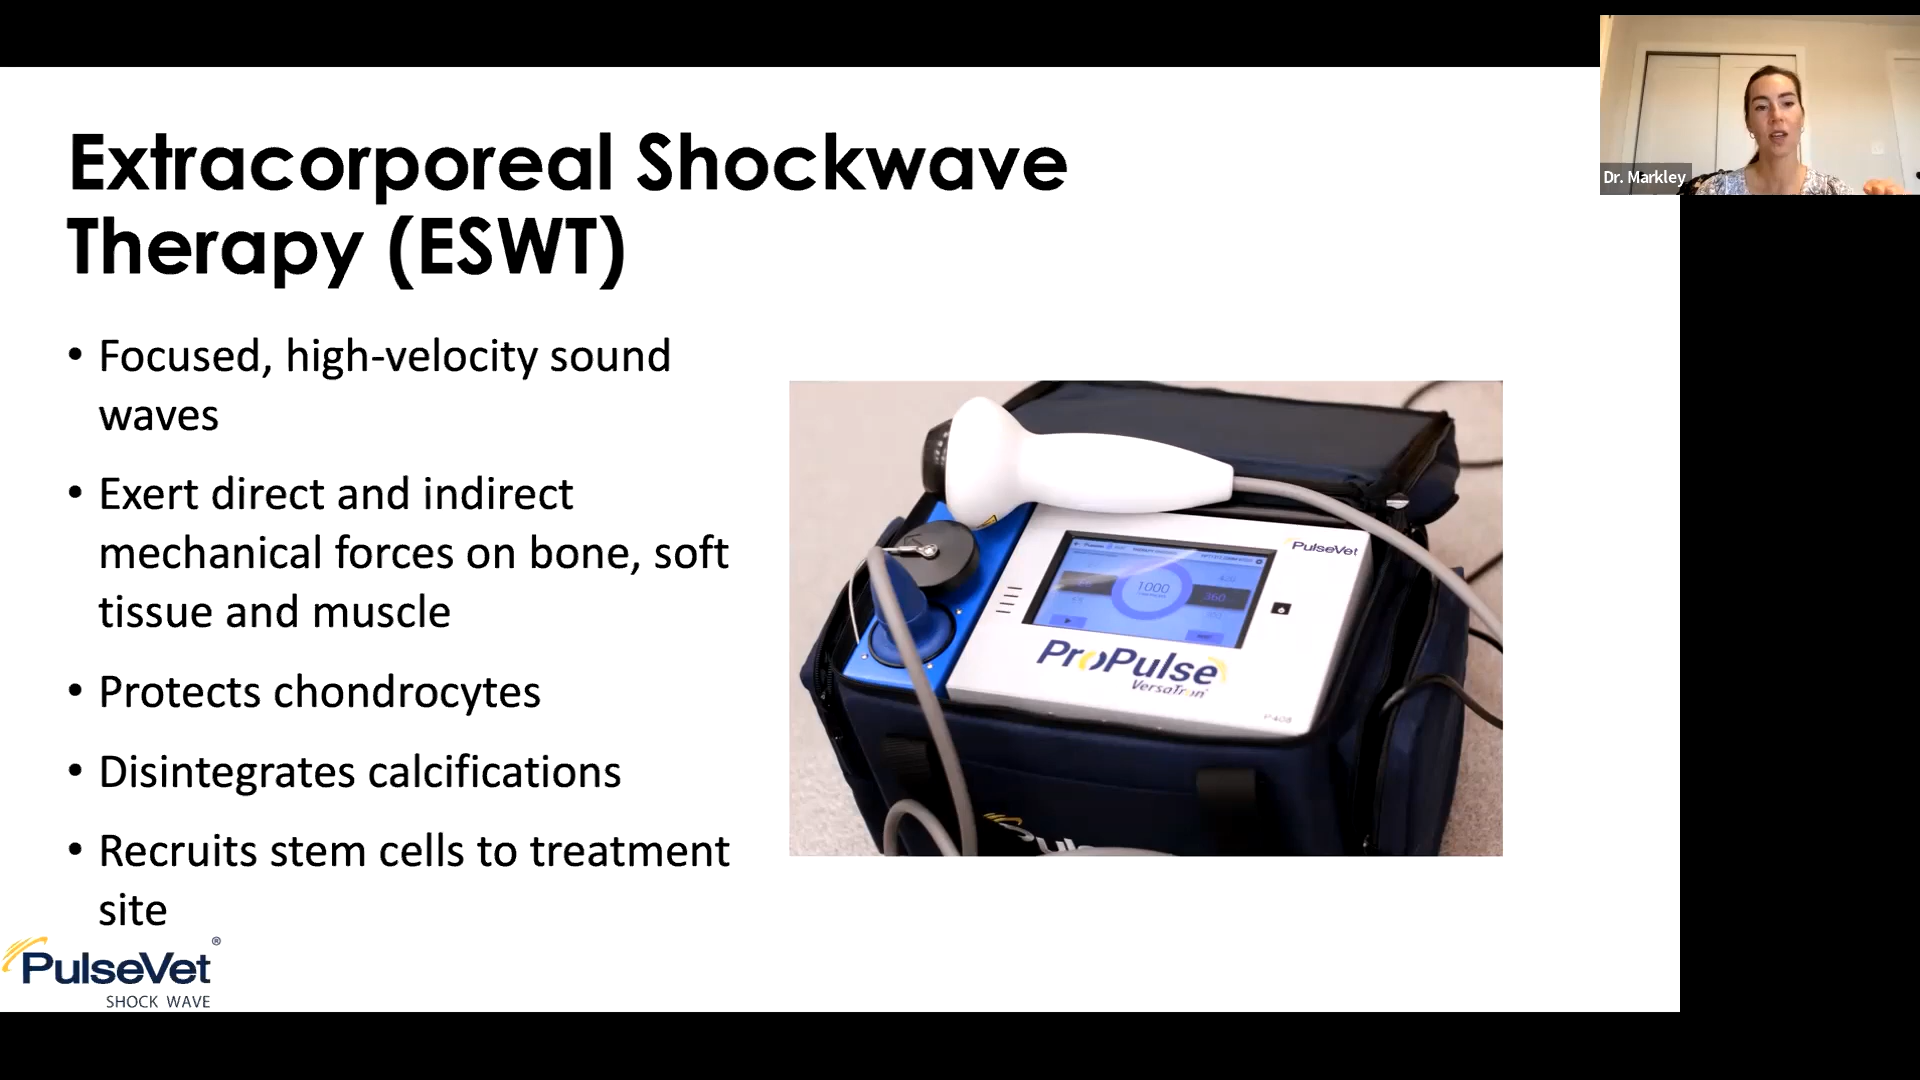 Extracorporeal Shockwave
Therapy (ESWT)
• Focused, high-velocity sound
waves
• Exert direct and indirect
mechanical forces on bone, soft
tissue and muscle
• Protects chondrocytes
• Disintegrates calcifications
• Recruits stem cells to treatment
site
PulseVet
1000
360
ProPulse
VersaTron
PulseVet®
SHOCK WAVE
Dr. Markley